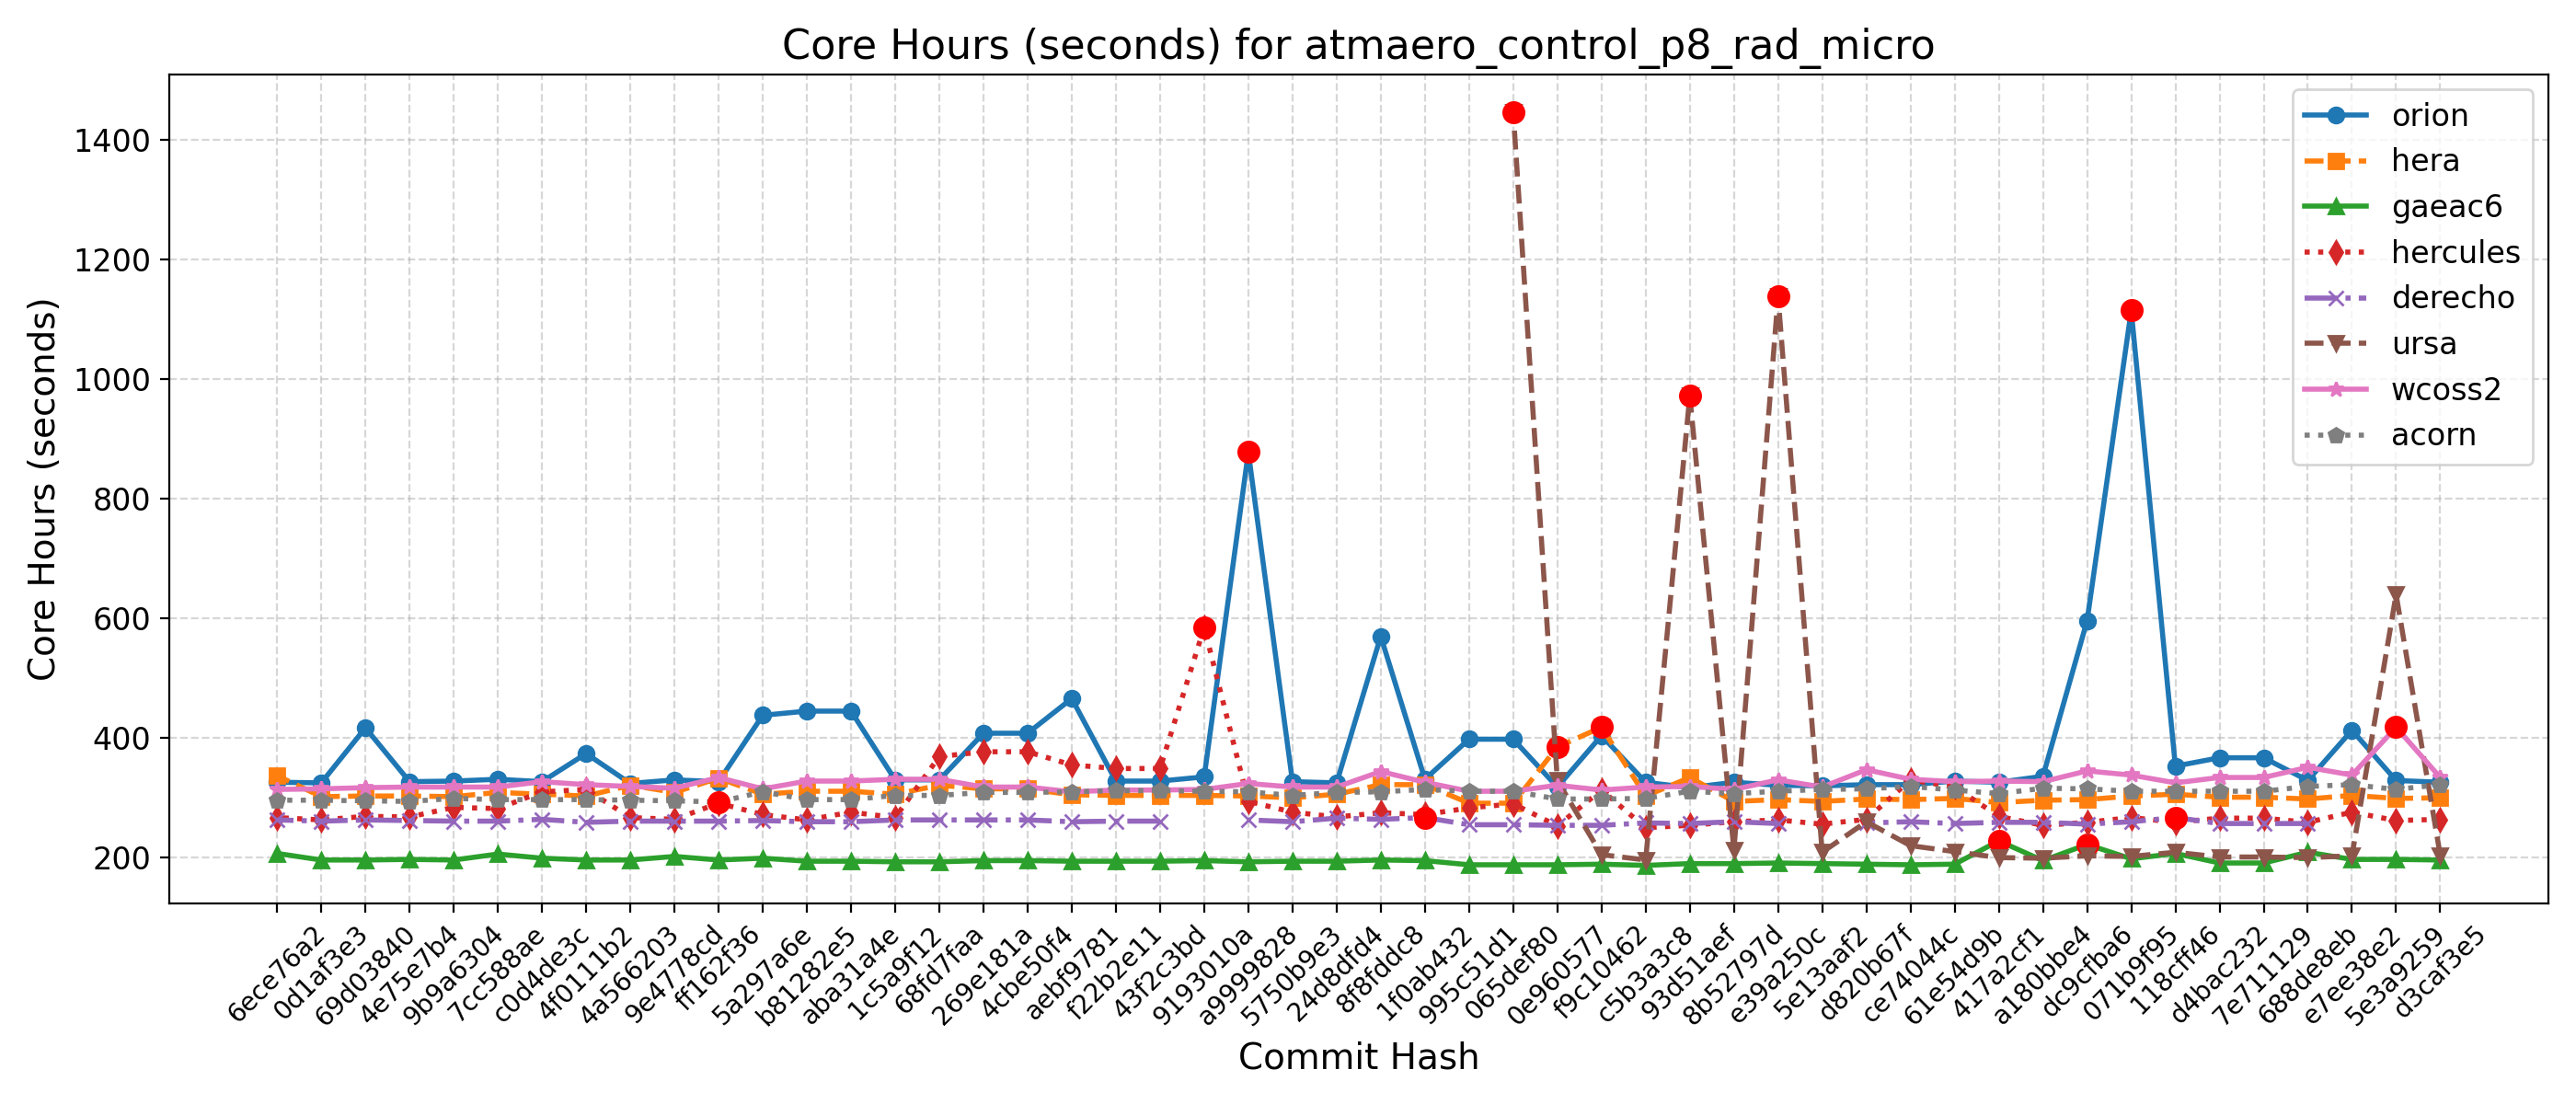 Core Hours (seconds) for atmaero_control_p8_rad_micro
Core Hours (seconds)
1400
1200
1000
800
600
400
200
orion
hera
gaeac6
hercules
derecho
ursa
wcoss2
acorn
6ece76a2
0d1af3e3
69d03840
4e75e7b4
9b9a6304
7cc588ae
c0d4de3c
4f0111b2
4a566203
9e4778cd
ff162f36
5a297a6e
b81282e5
aba31a4e
1c5a9f12
68fd7faa
269e181a
4cbe50f4
aebf9781
f22b2e11
43f2c3bd
9193010a
a9999828
5750b9e3
24d8dfd4
8f8fddc8
1f0ab432
995c51d1
065def80
0e960577
f9c10462
c5b3a3c8
93d51aef
8b52797d
e39a250c
5e13aaf2
d820b67f
ce74044c
61e54d9b
417a2cf1
a180bbe4
dc9cfba6
071b9f95
118cff46
d4bac232
7e711129
688de8eb
e7ee38e2
5e3a9259
d3caf3e5
Commit Hash